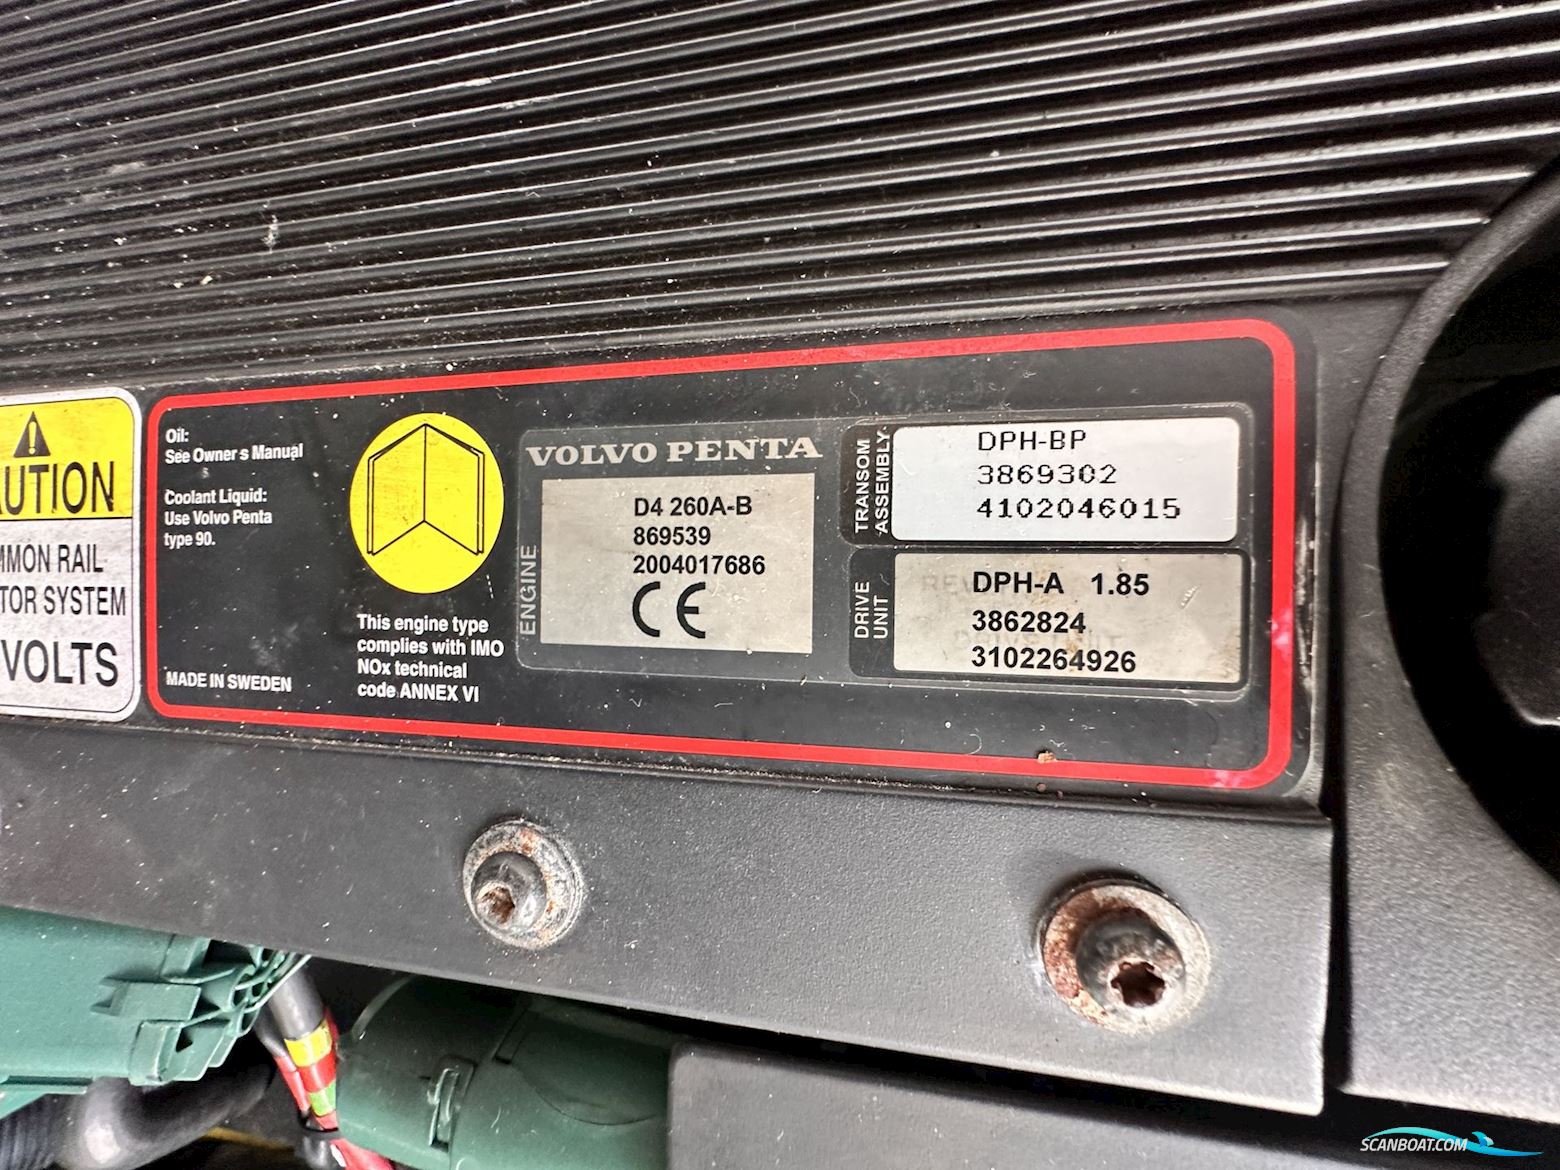 AUTION
MMON RAIL
TOR SYSTEM
VOLTS
Oil:
See Owner s Manual
Coolant Liquid:
Use Volvo Penta
type 90.
MADE IN SWEDEN
This engine type
complies with IMO
NOx technical
code ANNEX VI
VOLVO PENTA
ENGINE
D4 260A-B
869539
2004017686
CE
TRANSOM
ASSEMBLY
DPH-BP
3869302
4102046015
DRIVE
UNIT
DPH-A 1.85
3862824
3102264926
SCANBOAT.COM